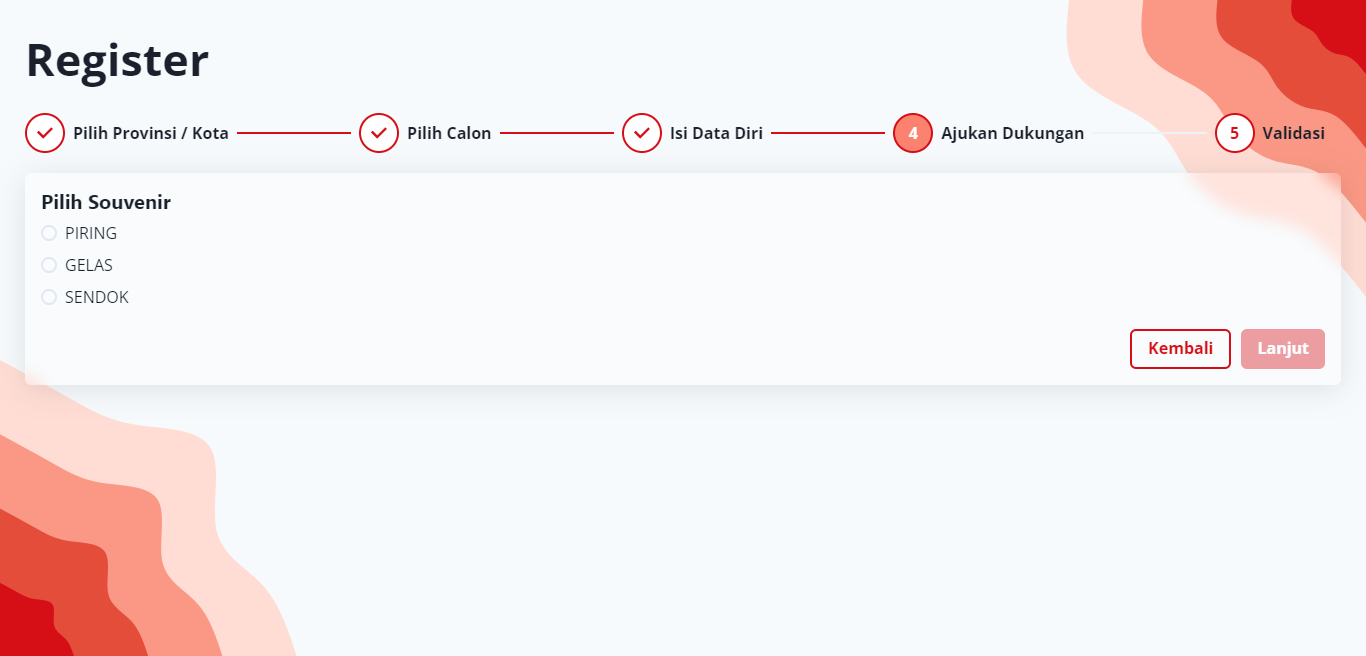 Register
Pilih Provinsi / Kota
Pilih Calon
Isi Data Diri
4 Ajukan Dukungan
5 Validasi
Pilih Souvenir
PIRING
GELAS
SENDOK
Kembali
Lanjut